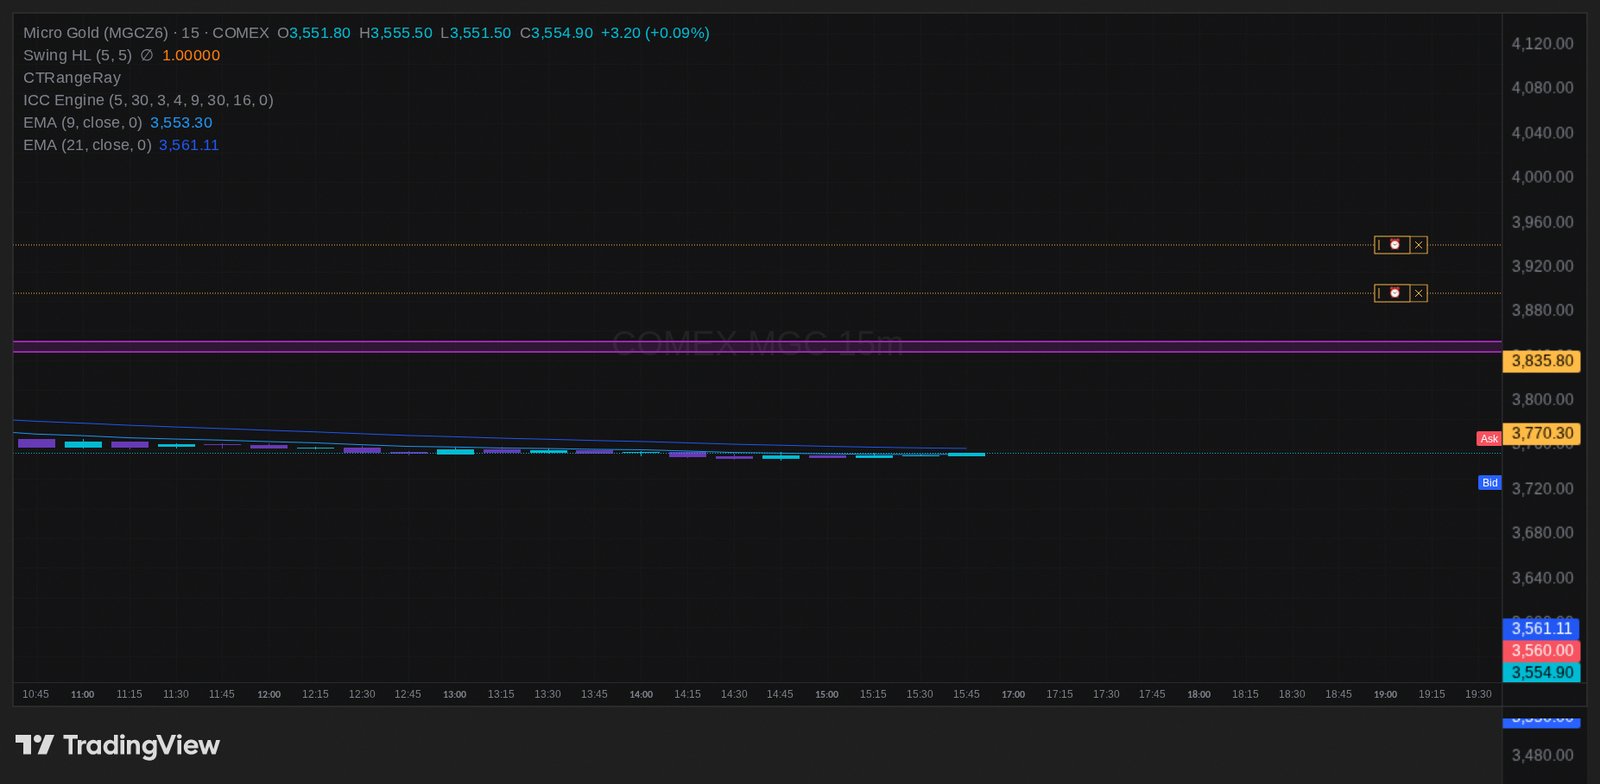 Micro Gold (MGCZ6) · 15 · COMEX O3,551.80 H3,555.50 L3,551.50 C3,554.90 +3.20 (+0.09%)
Swing HL (5, 5) ∅ 1.00000
CTRangeRay
ICC Engine (5, 30, 3, 4, 9, 30, 16, 0)
EMA (9, close, 0) 3,553.30
EMA (21, close, 0) 3,561.11
4,120.00
4,080.00
4,040.00
4,000.00
3,960.00
3,920.00
3,880.00
COMEX MGC 15m
3,835.80
3,800.00
3,770.30
Ask
Bid
3,720.00
3,680.00
3,640.00
3,561.11
3,560.00
3,554.90
10:45 11:00 11:15 11:30 11:45 12:00 12:15 12:30 12:45 13:00 13:15 13:30 13:45 14:00 14:15 14:30 14:45 15:00 15:15 15:30 15:45 17:00 17:15 17:30 17:45 18:00 18:15 18:30 18:45 19:00 19:15 19:30
TradingView
3,480.00